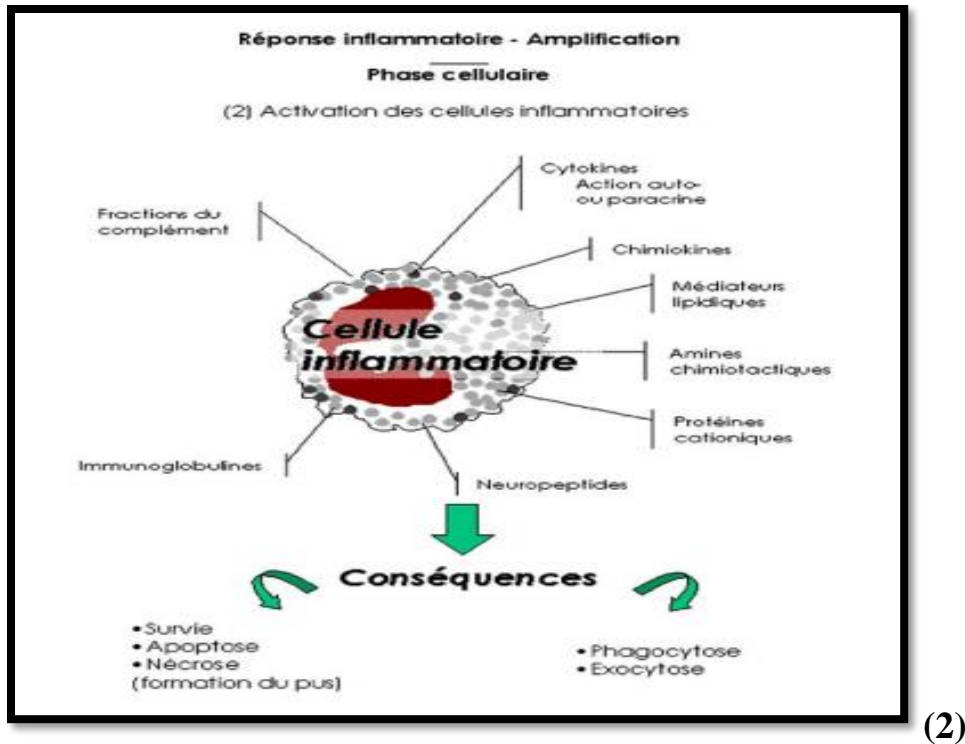 Réponse inflammatoire - Amplification
Phase cellulaire
(2) Activation des cellules inflammatoires
Cytokines
Action auto-
ou paracrine
Fractions du
complément
Chimiokines
Médiateurs
lipidiques
Cellule
inflammatoire
Amines
chimiotactiques
Protéines
cationiques
Immunoglobulines
Neuropeptides
Conséquences
•Survie
•Apoptose
•Nécrose
(formation du pus)
•Phagocytose
•Exocytose
(2)